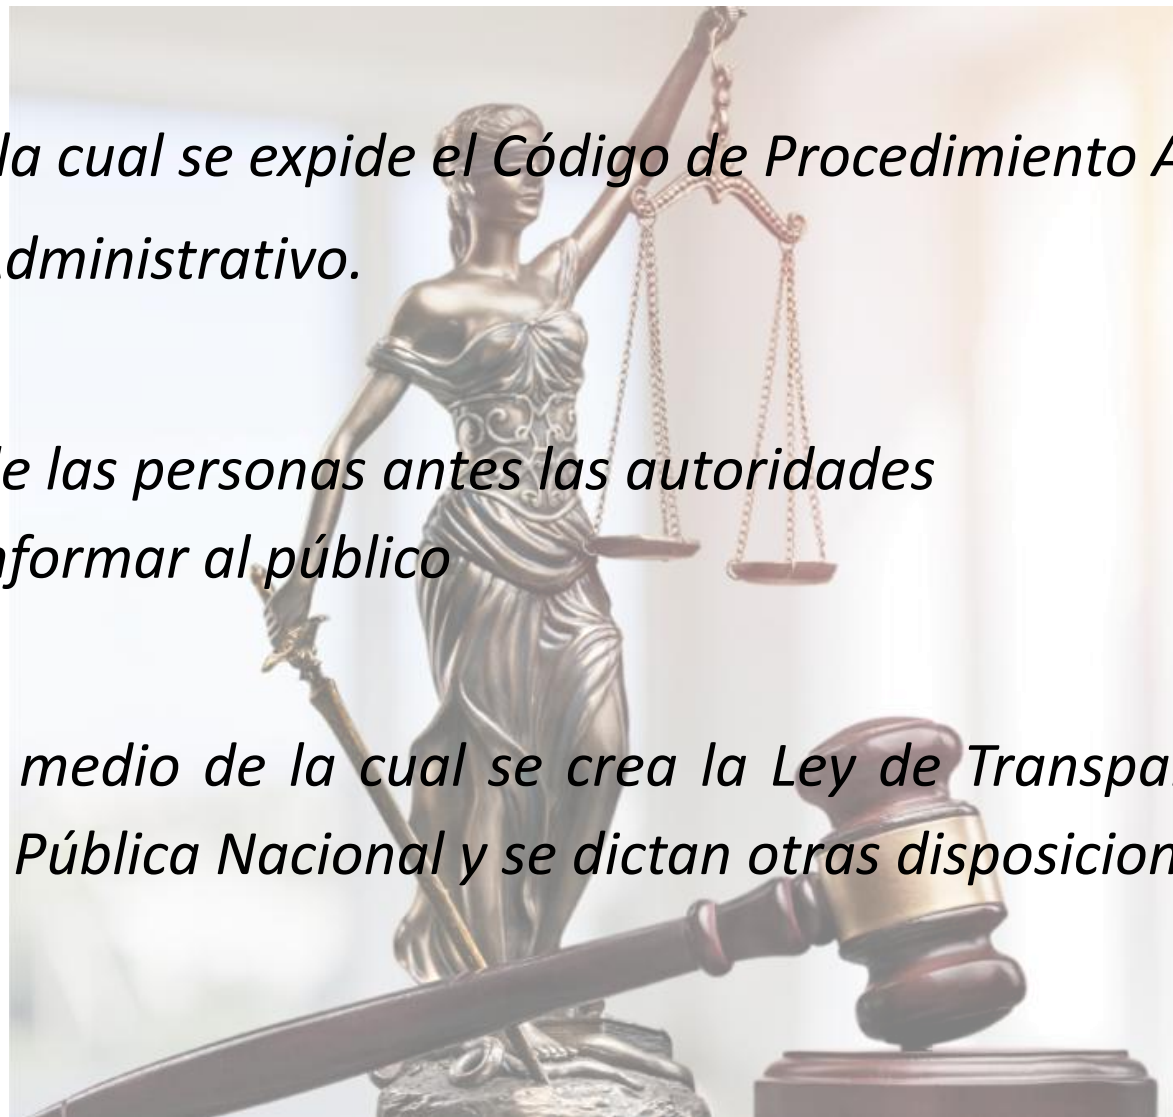 la cual se expide el Código de Procedimiento A
dministrativo.
le las personas antes las autoridades
nformar al público
medio de la cual se crea la Ley de Transpa
Pública Nacional y se dictan otras disposicion